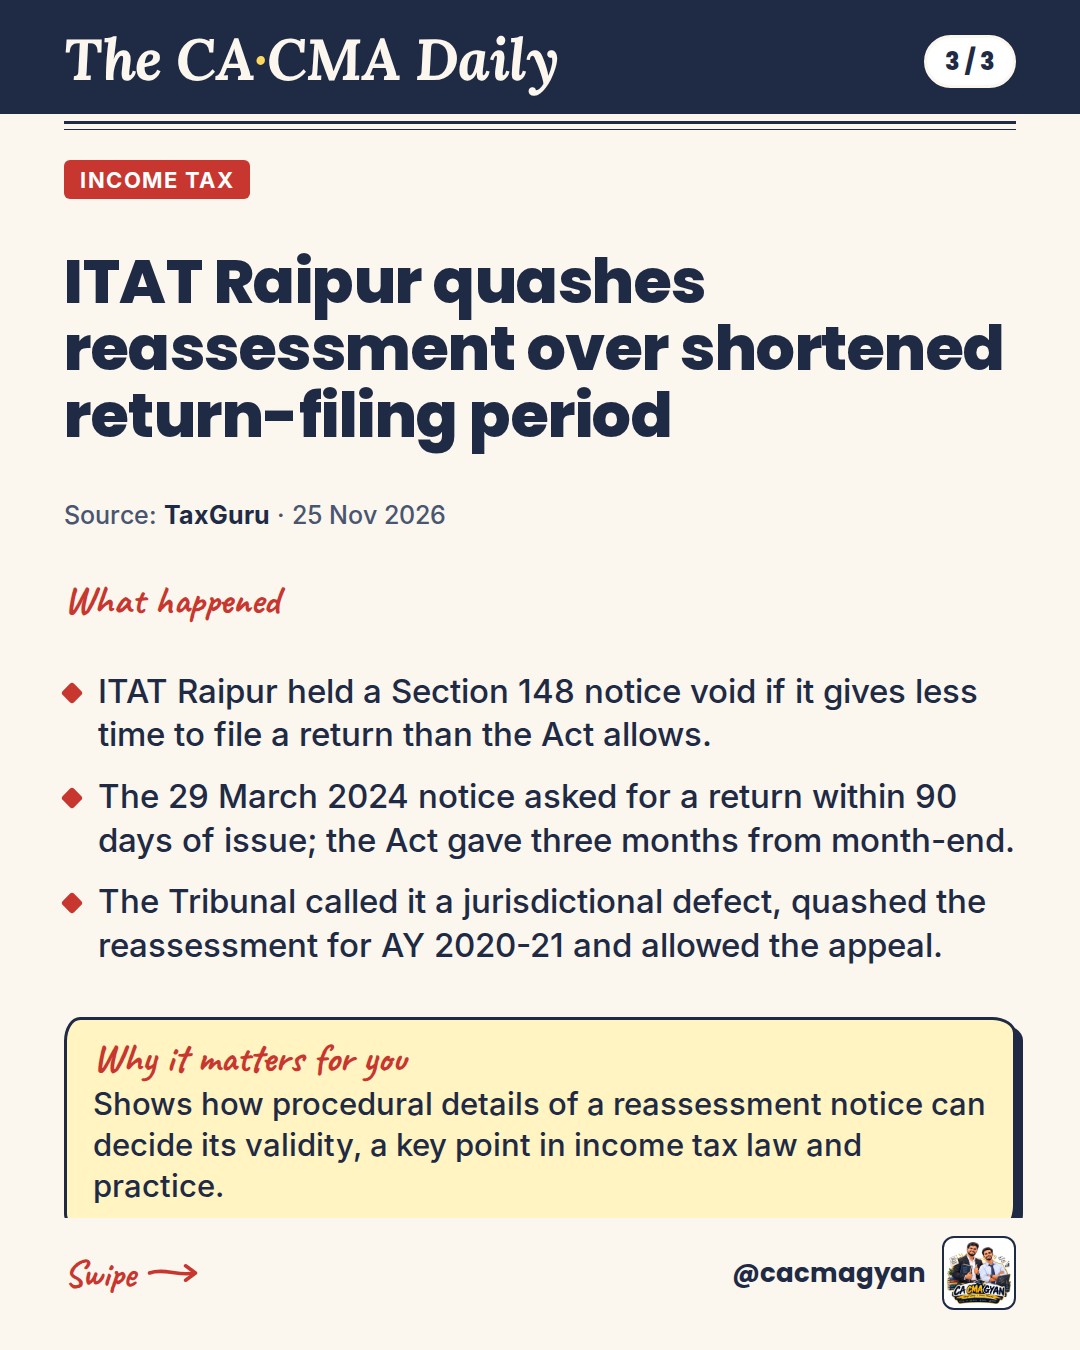 The CA·CMA Daily
3/3
INCOME TAX
ITAT Raipur quashes
reassessment over shortened
return-filing period
Source: TaxGuru · 25 Nov 2026
What happened
ITAT Raipur held a Section 148 notice void if it gives less
time to file a return than the Act allows.
The 29 March 2024 notice asked for a return within 90
days of issue; the Act gave three months from month-end.
The Tribunal called it a jurisdictional defect, quashed the
reassessment for AY 2020-21 and allowed the appeal.
Why it matters for you
Shows how procedural details of a reassessment notice can
decide its validity, a key point in income tax law and
practice.
Swipe
@cacmagyan
CA CMA GYAN